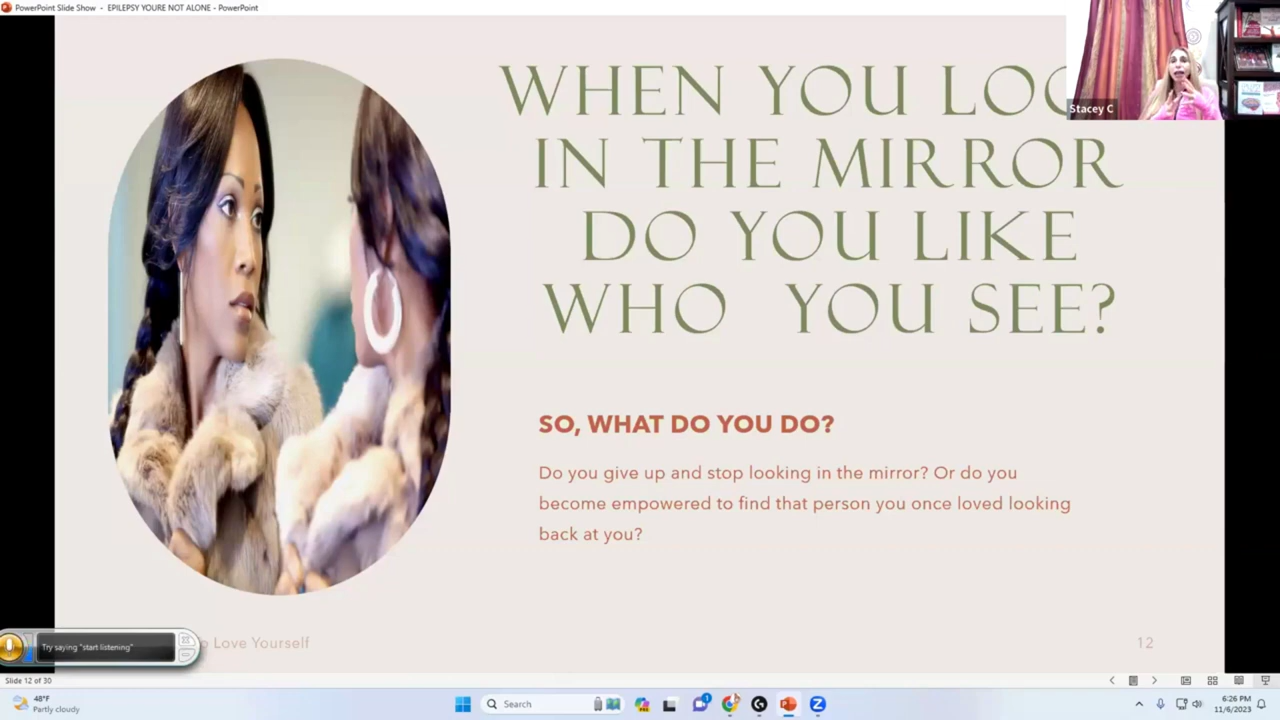 PowerPoint Slide Show - EPILEPSY YOURE NOT ALONE - PowerPoint
Stacey C
WHEN YOU LOO
IN THE MIRROR
DO YOU LIKE
WHO YOU SEE?
SO, WHAT DO YOU DO?
Do you give up and stop looking in the mirror? Or do you
become empowered to find that person you once loved looking
back at you?
Try saying "start listening"
Love Yourself
12
Slide 12 of 30
48°F
Partly cloudy
Search
1
6:26 PM
11/6/2023